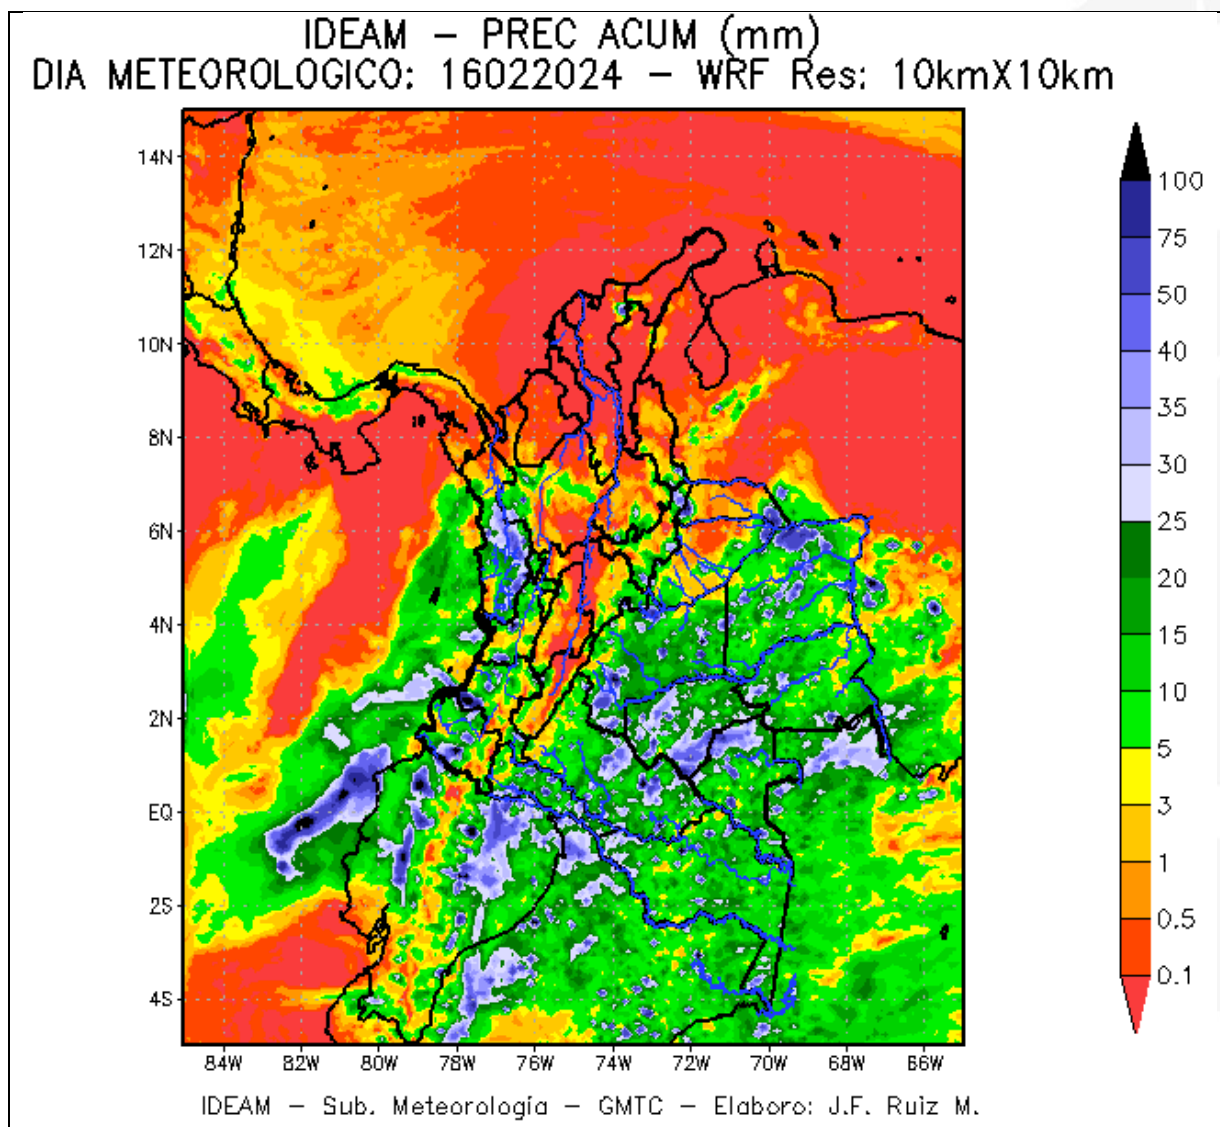 IDEAM - PREC ACUM (mm)
DIA METEOROLOGICO: 16022024 - WRF Res: 10kmX10km
14N
12N
10N
8N
6N
4N
2N
EQ
2S
4S
84W 82W 80W 78W 76W 74W 72W 70W 68W 66W
100
75
50
40
35
30
25
20
15
10
5
3
1
0.5
0.1
IDEAM - Sub. Meteorología - GMTC - Elaboro: J.F. Ruiz M.